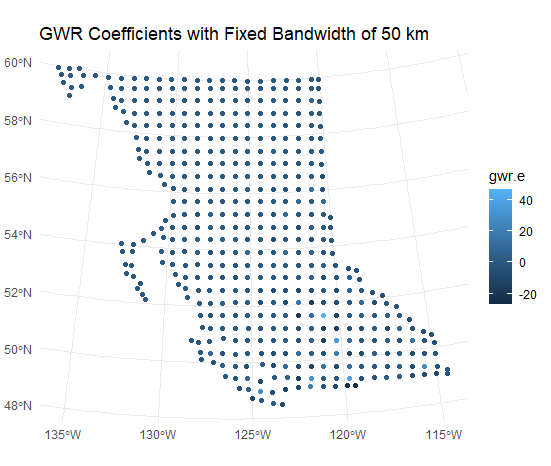 GWR Coefficients with Fixed Bandwidth of 50 km
60°N
58°N
56°N
54°N
52°N
50°N
48°N
135°W
130°W
125°W
120°W
115°W
gwr.e
40
20
0
-20